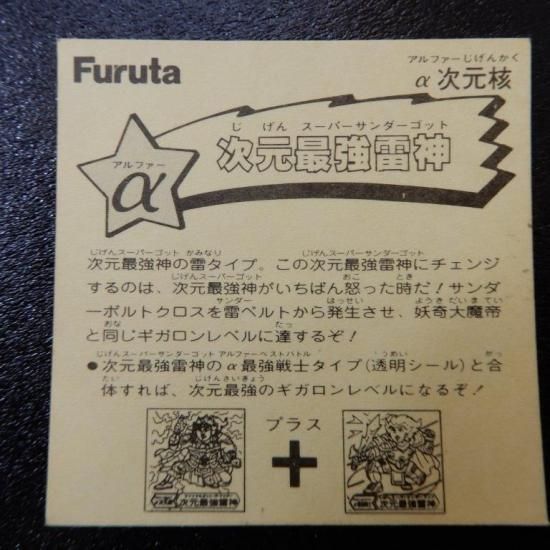 Furuta
アルファーじげんかく
α次元核
じ げん スーパーサンダーゴット
次元最強雷神
アルファー
α
じげんスーパーゴット かみなり じげんスーパーサンダーゴット
次元最強神の雷タイプ。この次元最強雷神にチェンジ
じげんスーパーゴット おこ とき
するのは、次元最強神がいちばん怒った時だ!サンダ
サンダー はっせい ようき だいま てい
ーボルトクロスを雷ベルトから発生させ、妖奇大魔帝
おな たっ
と同じギガロンレベルに達するぞ!
じげんスーパーサンダーゴット アルファーベストバトル とうめい がっ
●次元最強雷神のα最強戦士タイプ(透明シール)と合
たい じげんさいきょう
体すれば、次元最強のギガロンレベルになるぞ!
プラス
+
次元最強雷神
次元最強雷神